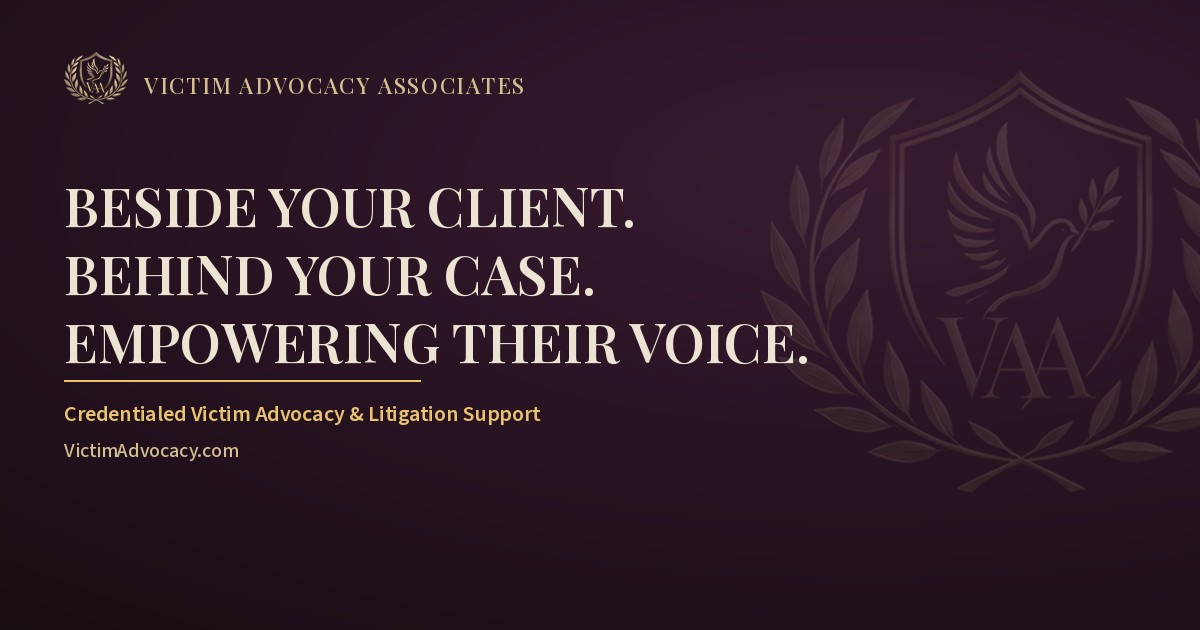 VICTIM ADVOCACY ASSOCIATES
BESIDE YOUR CLIENT.
BEHIND YOUR CASE.
EMPOWERING THEIR VOICE.
Credentialed Victim Advocacy & Litigation Support
VictimAdvocacy.com
VAA
VAA